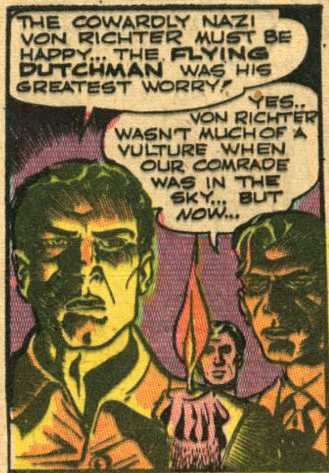 THE COWARDLY NAZI
VON RICHTER MUST BE
HAPPY... THE FLYING
DUTCHMAN WAS HIS
GREATEST WORRY!
YES..
VON RICHTER
WASN'T MUCH OF A
VULTURE WHEN
OUR COMRADE
WAS IN THE
SKY... BUT
NOW...